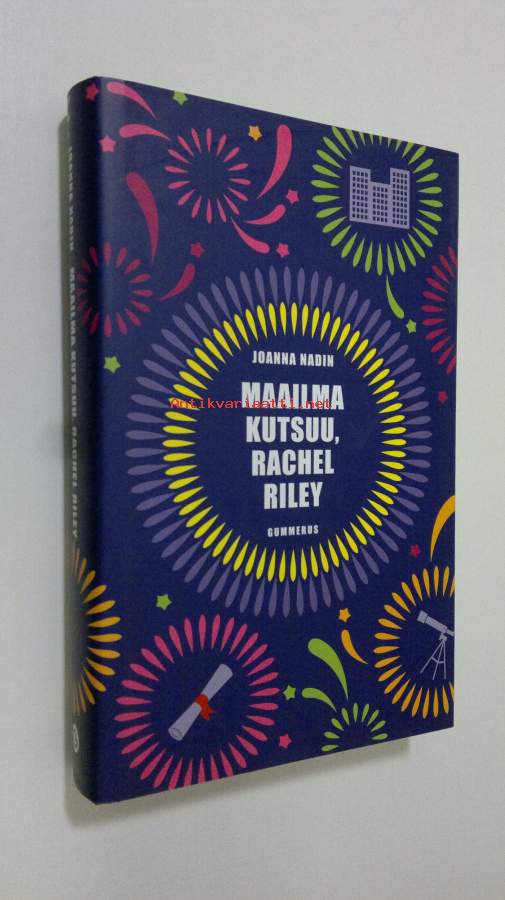 JOANNA NADIN
MAAILMA
Antikvariaatti.net
KUTSUU,
RACHEL
RILEY
GUMMERUS
JOANNA NADIN MAAILMA KUTSUU, RACHEL RILEY